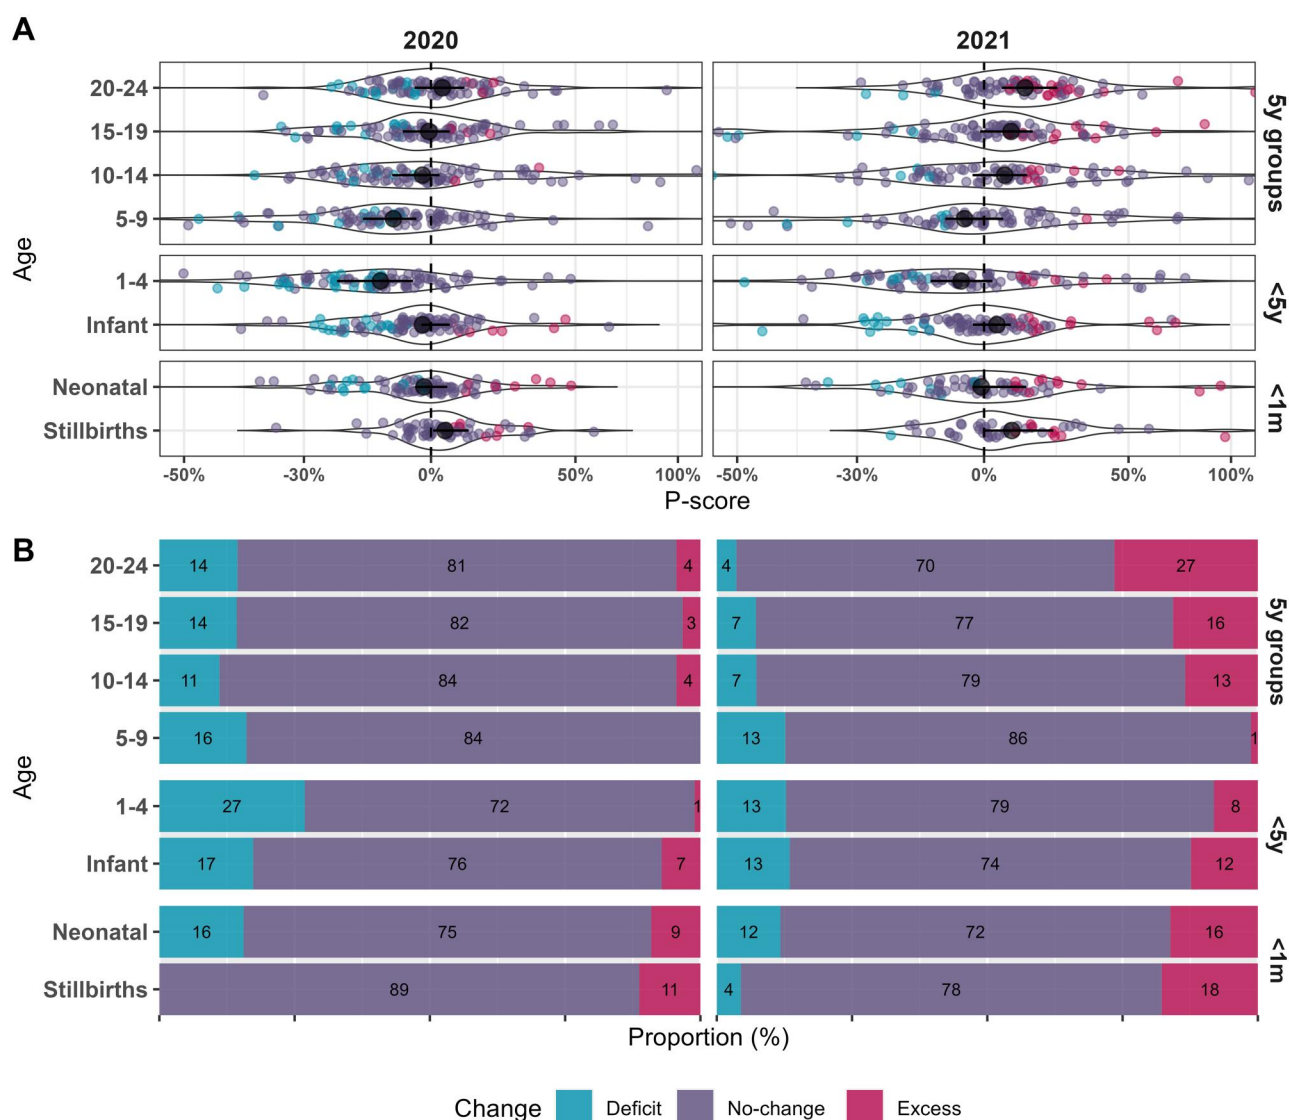 A
2020 2021
20-24
15-19
10-14
5-9
5y groups
1-4
Infant
<5y
Neonatal
Stillbirths
<1m
Age
-50% -30% 0% 50% 100% -50% -30% 0% 50% 100%
P-score
B
20-24 14 81 4 4 70 27
15-19 14 82 3 7 77 16
10-14 11 84 4 7 79 13
5-9 16 84 13 86 1
5y groups
1-4 27 72 1 13 79 8
Infant 17 76 7 13 74 12
<5y
Neonatal 16 75 9 12 72 16
Stillbirths 89 11 4 78 18
<1m
Age
Proportion (%)
Change Deficit No-change Excess